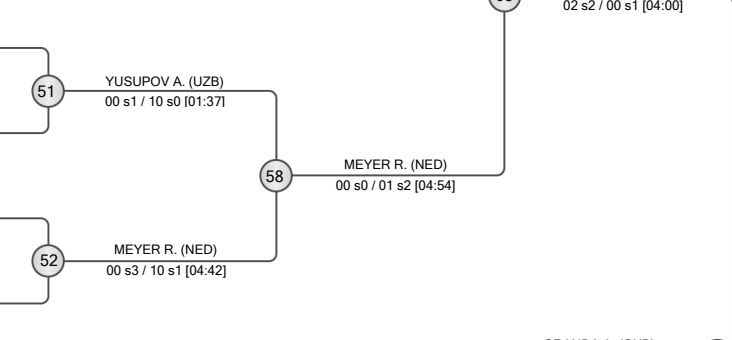 02 s2 / 00 s1 [04:00]
51
YUSUPOV A. (UZB)
00 s1 / 10 s0 [01:37]
58
MEYER R. (NED)
00 s0 / 01 s2 [04:54]
52
MEYER R. (NED)
00 s3 / 10 s1 [04:42]